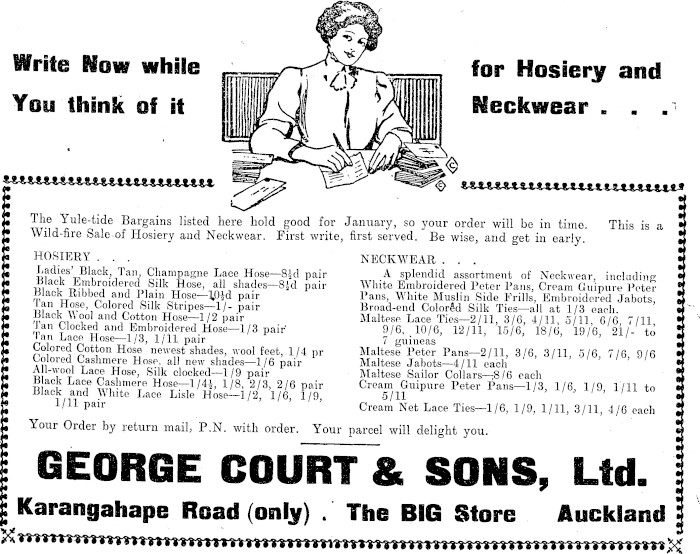 Write Now while
You think of it
for Hosiery and
Neckwear . . .
The Yule-tide Bargains listed here hold good for January, so your order will be in time. This is a
Wild-fire Sale of Hosiery and Neckwear. First write, first served. Be wise, and get in early.
HOSIERY . . .
Ladies' Black, Tan, Champagne Lace Hose—8½d pair
Black Embroidered Silk Hose, all shades—8½d pair
Black Ribbed and Plain Hose—10½d pair
Tan Hose, Colored Silk Stripes—1/- pair
Black Wool and Cotton Hose—1/2 pair
Tan Clocked and Embroidered Hose—1/3 pair
Tan Lace Hose—1/3, 1/11 pair
Colored Cotton Hose newest shades, wool feet, 1/4 pr
Colored Cashmere Hose, all new shades—1/6 pair
All-wool Lace Hose, Silk clocked—1/9 pair
Black Lace Cashmere Hose—1/4½, 1/8, 2/3, 2/6 pair
Black and White Lace Lisle Hose—1/2, 1/6, 1/9,
1/11 pair
NECKWEAR . . .
A splendid assortment of Neckwear, including
White Embroidered Peter Pans, Cream Guipure Peter
Pans, White Muslin Side Frills, Embroidered Jabots,
Broad-end Colored Silk Ties—all at 1/3 each.
Maltese Lace Ties—2/11, 3/6, 4/11, 5/11, 6/6, 7/11,
9/6, 10/6, 12/11, 15/6, 18/6, 19/6, 21/- to
7 guineas
Maltese Peter Pans—2/11, 3/6, 3/11, 5/6, 7/6, 9/6
Maltese Jabots—4/11 each
Maltese Sailor Collars—8/6 each
Cream Guipure Peter Pans—1/3, 1/6, 1/9, 1/11 to
5/11
Cream Net Lace Ties—1/6, 1/9, 1/11, 3/11, 4/6 each
Your Order by return mail, P.N. with order. Your parcel will delight you.
GEORGE COURT & SONS, Ltd.
Karangahape Road (only) . The BIG Store Auckland